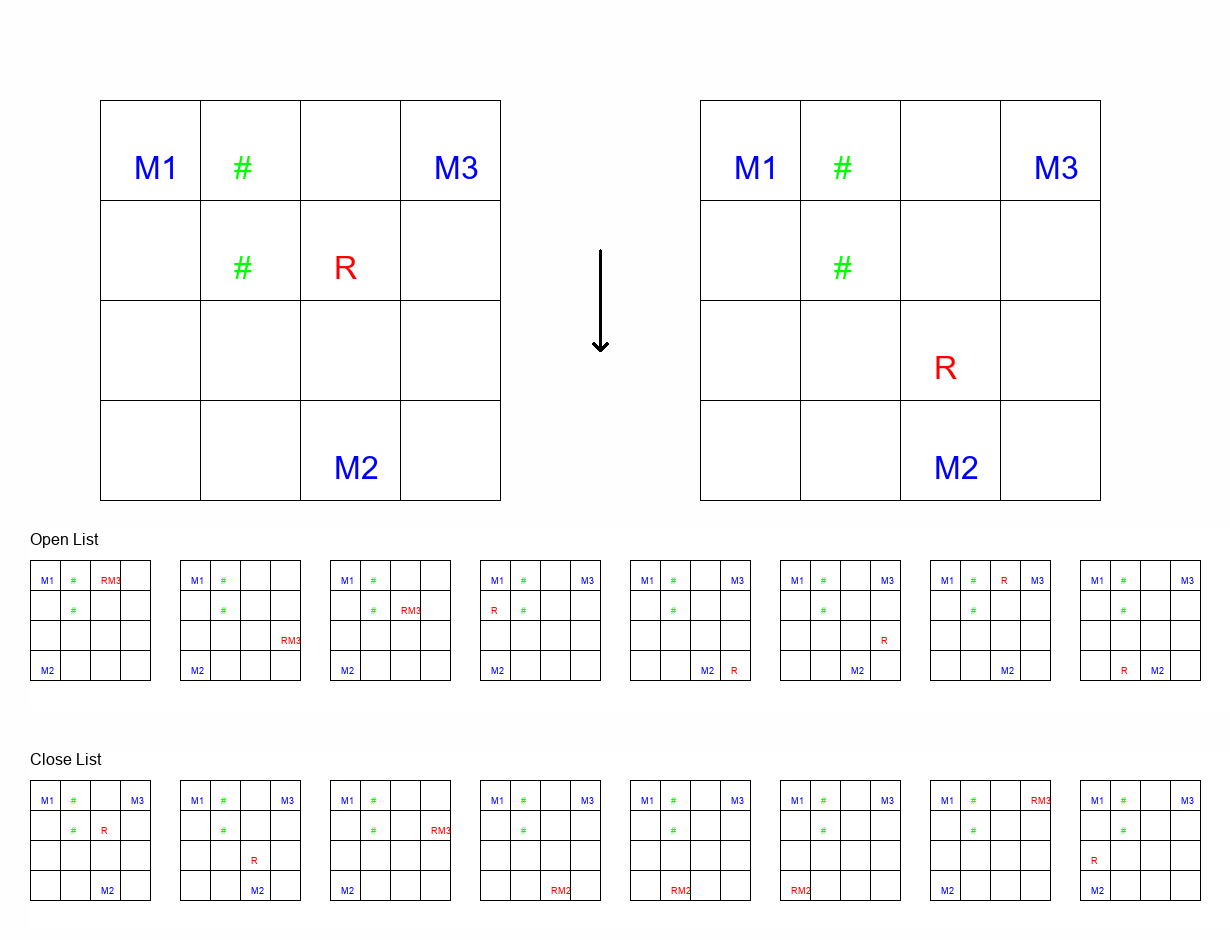 M1 # M3 M1 # M3
# R #
R
M2 M2
Open List
M1 # RM3 M1 # M1 # M1 # M3 M1 # M3 M1 # M3 M1 # R M3 M1 # M3
# # # RM3 R # # # # #
RM3 R
M2 M2 M2 M2 M2 R M2 M2 R M2
Close List
M1 # M3 M1 # M3 M1 # M1 # M3 M1 # M3 M1 # M3 M1 # RM3 M1 # M3
# R # # RM3 # # # # #
R R
M2 M2 M2 RM2 RM2 RM2 M2 M2